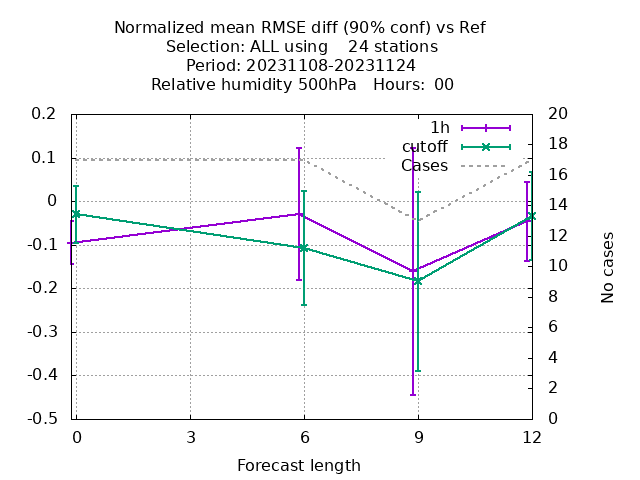 Normalized mean RMSE diff (90% conf) vs Ref
Selection: ALL using    24 stations
Period: 20231108-20231124
Relative humidity 500hPa   Hours:  00
0.2
0.1
0
-0.1
-0.2
-0.3
-0.4
-0.5
20
18
16
14
12
10
8
6
4
2
0
1h
cutoff
Cases
No cases
0 3 6 9 12
Forecast length